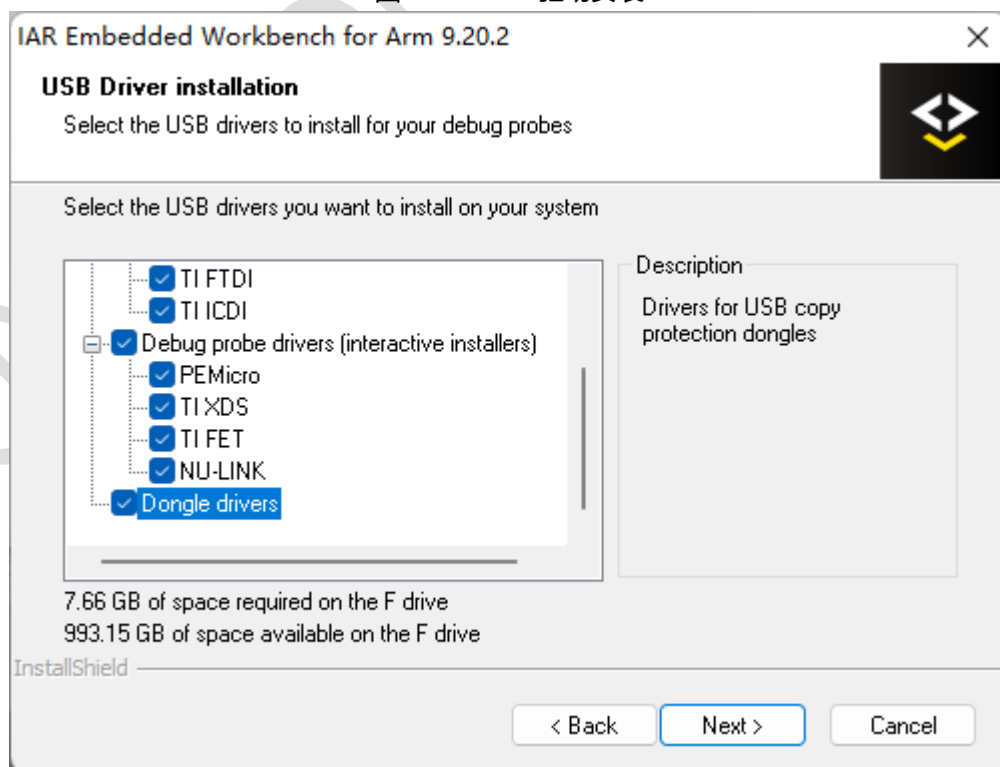 IAR Embedded Workbench for Arm 9.20.2
USB Driver installation
Select the USB drivers to install for your debug probes
Select the USB drivers you want to install on your system
TI FTDI
TI ICDI
Debug probe drivers (interactive installers)
PEMicro
TI XDS
TI FET
NU-LINK
Dongle drivers
Description
Drivers for USB copy
protection dongles
7.66 GB of space required on the F drive
993.15 GB of space available on the F drive
InstallShield
< Back
Next >
Cancel